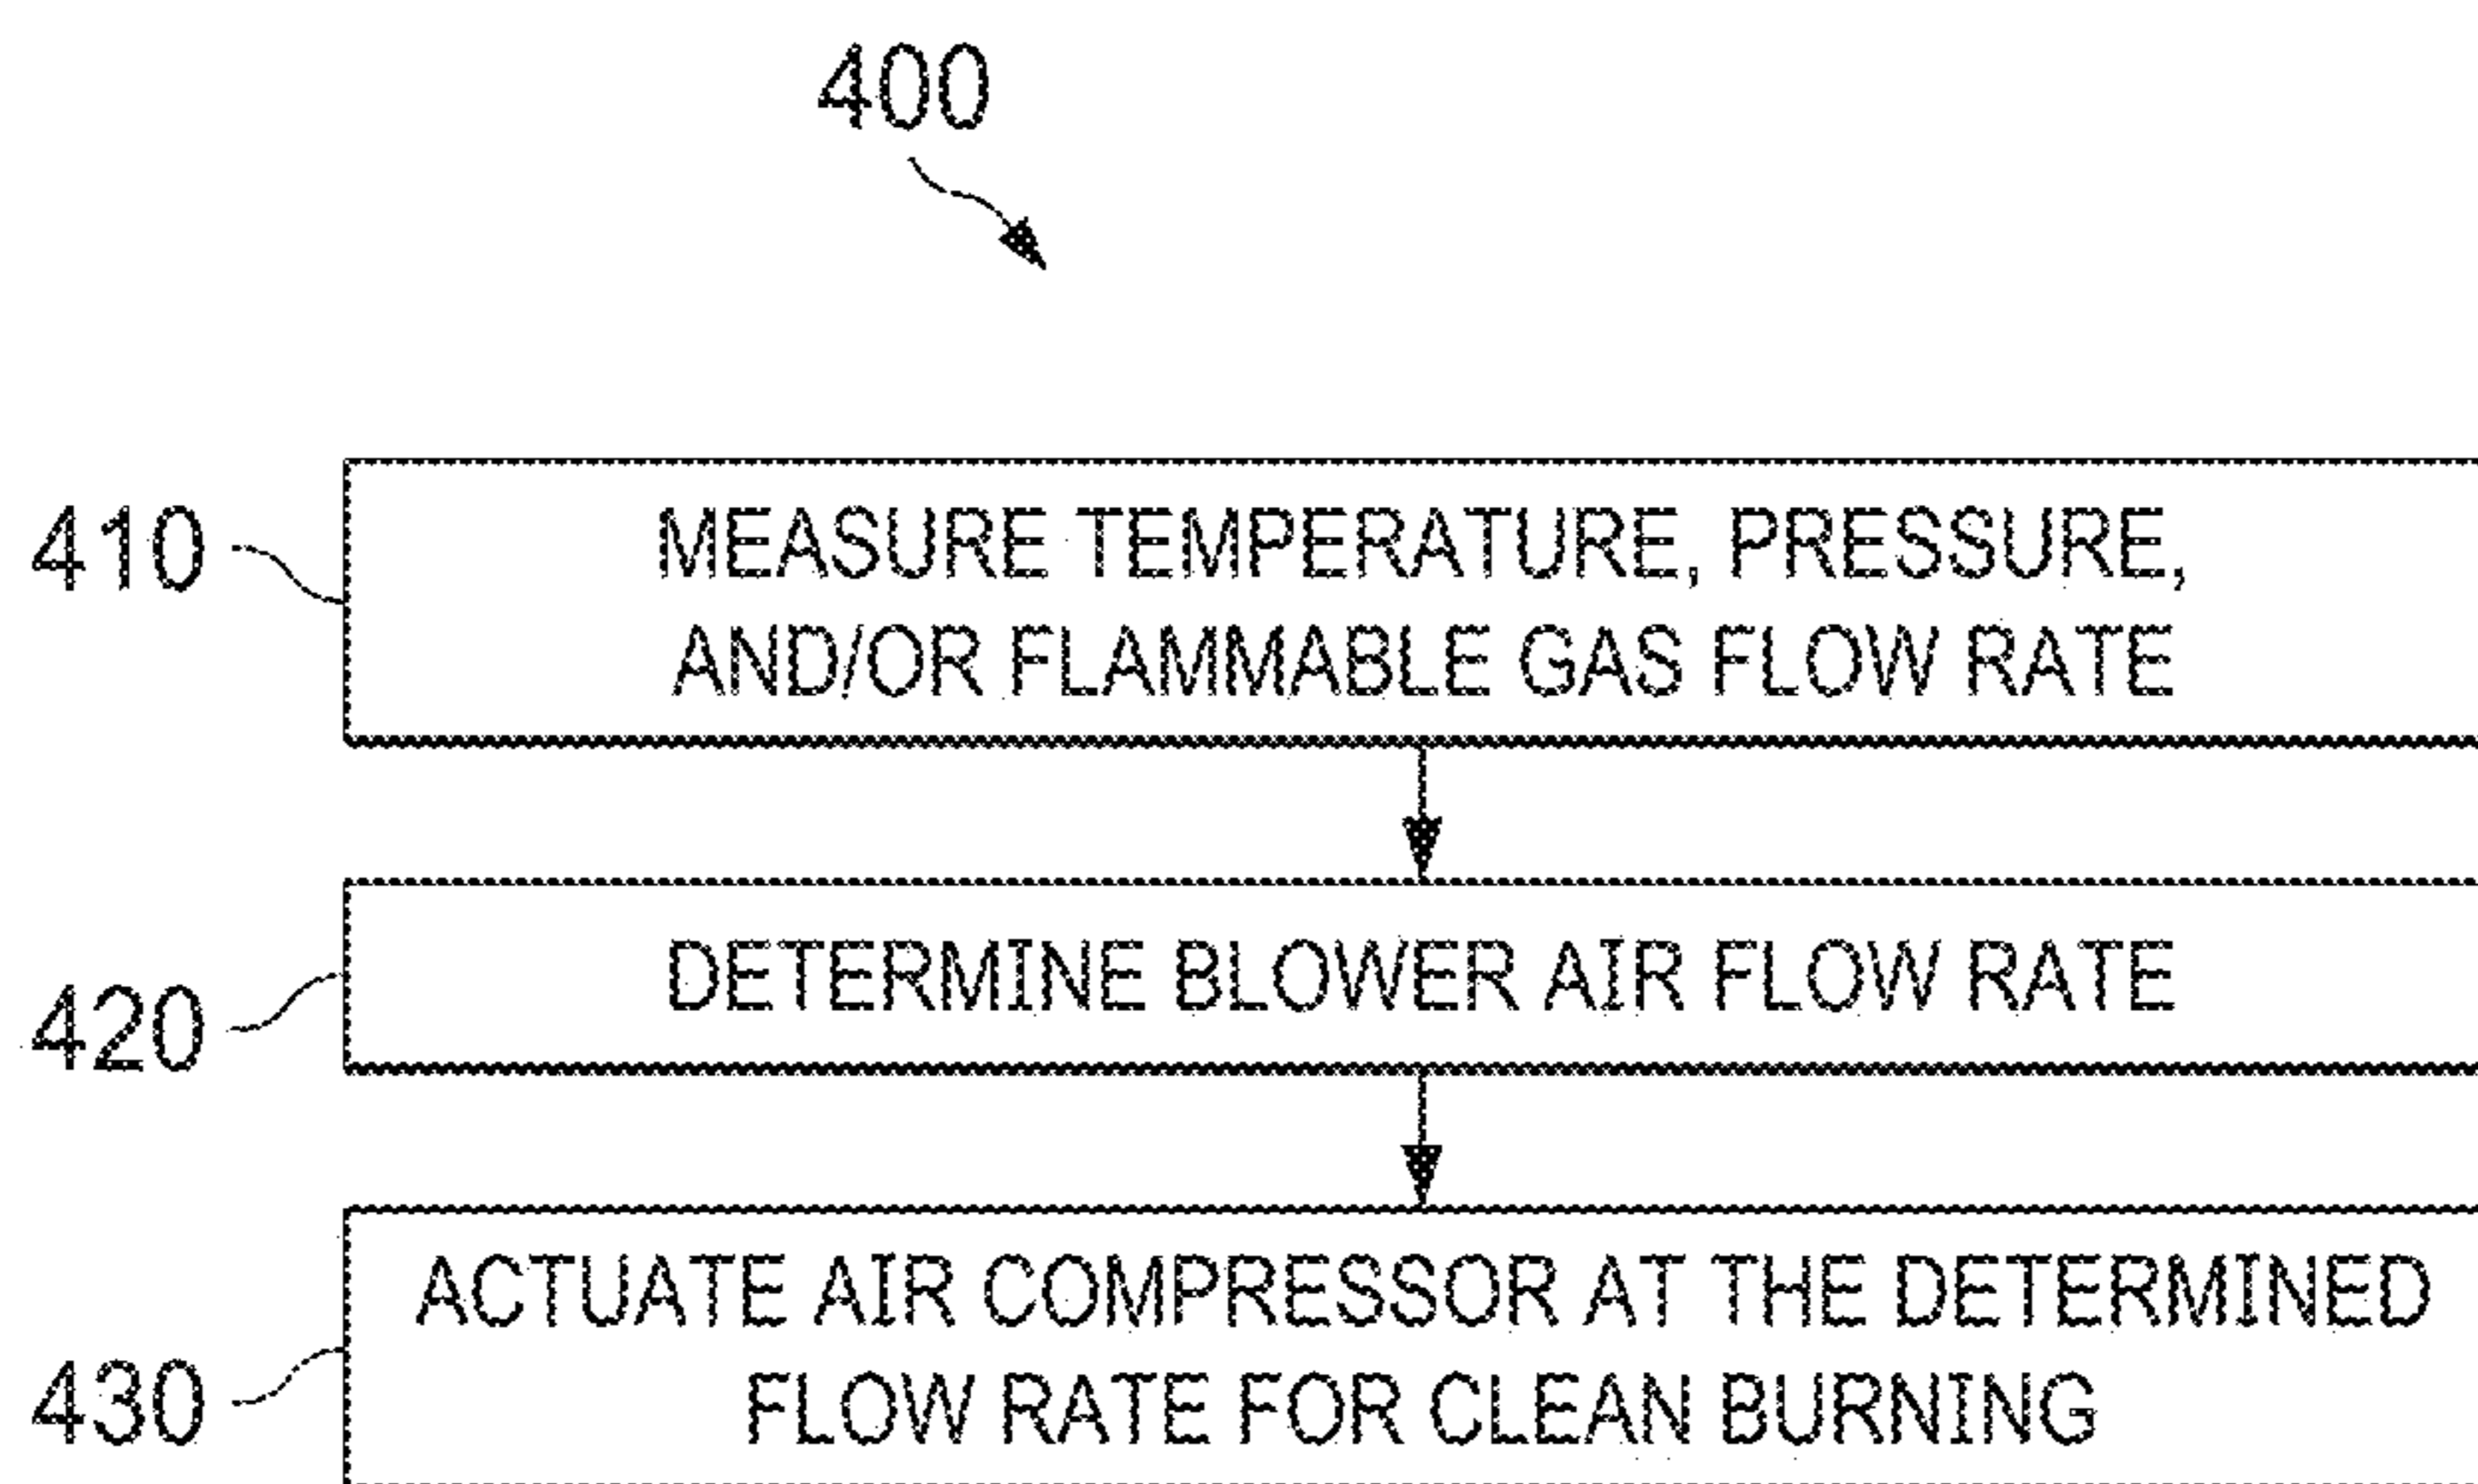 400
410
MEASURE TEMPERATURE, PRESSURE,
AND/OR FLAMMABLE GAS FLOW RATE
420
DETERMINE BLOWER AIR FLOW RATE
430
ACTUATE AIR COMPRESSOR AT THE DETERMINED
FLOW RATE FOR CLEAN BURNING